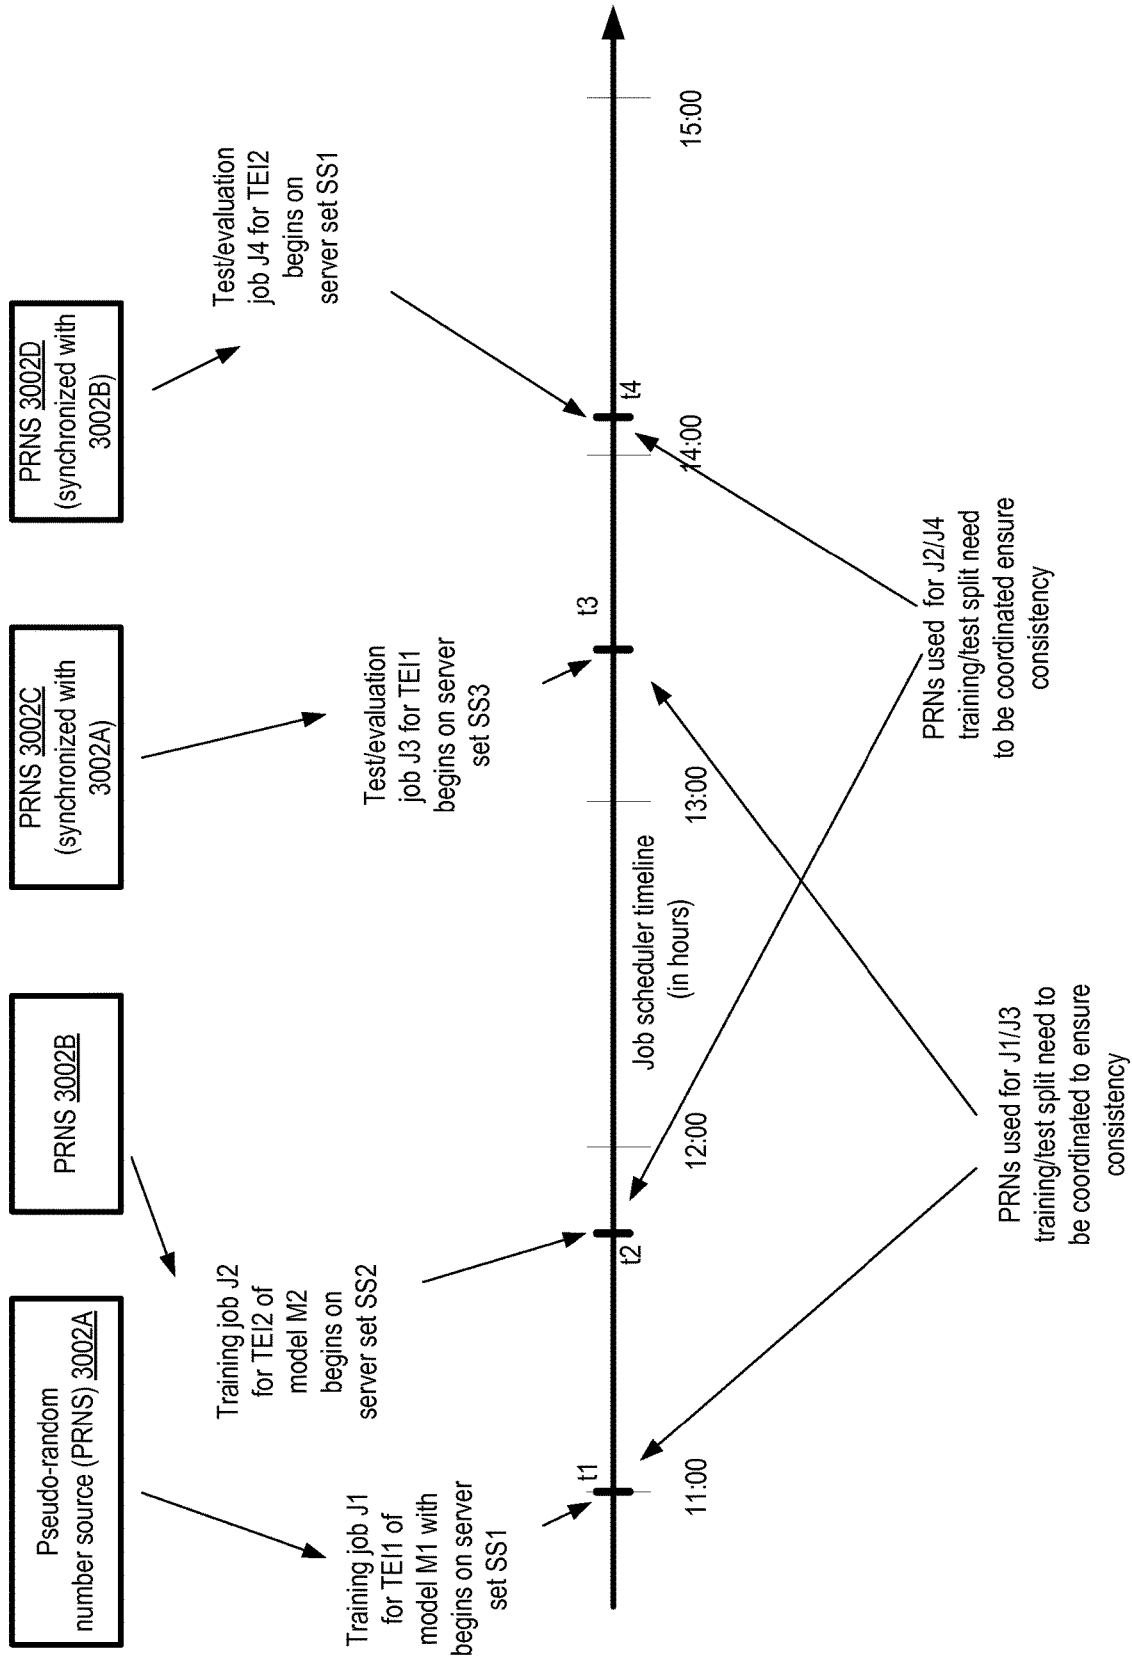 Pseudo-random
number source (PRNS) 3002A
PRNS 3002B
PRNS 3002C
(synchronized with
3002A)
PRNS 3002D
(synchronized with
3002B)
Training job J1
for TEI1 of
model M1 with
begins on server
set SS1
Training job J2
for TEI2 of
model M2
begins on
server set SS2
Test/evaluation
job J3 for TEI1
begins on server
set SS3
Test/evaluation
job J4 for TEI2
begins on
server set SS1
t1
t2
t3
t4
Job scheduler timeline
(in hours)
11:00
12:00
13:00
14:00
15:00
PRNs used for J1/J3
training/test split need to
be coordinated to ensure
consistency
PRNs used  for J2/J4
training/test split need
to be coordinated ensure
consistency